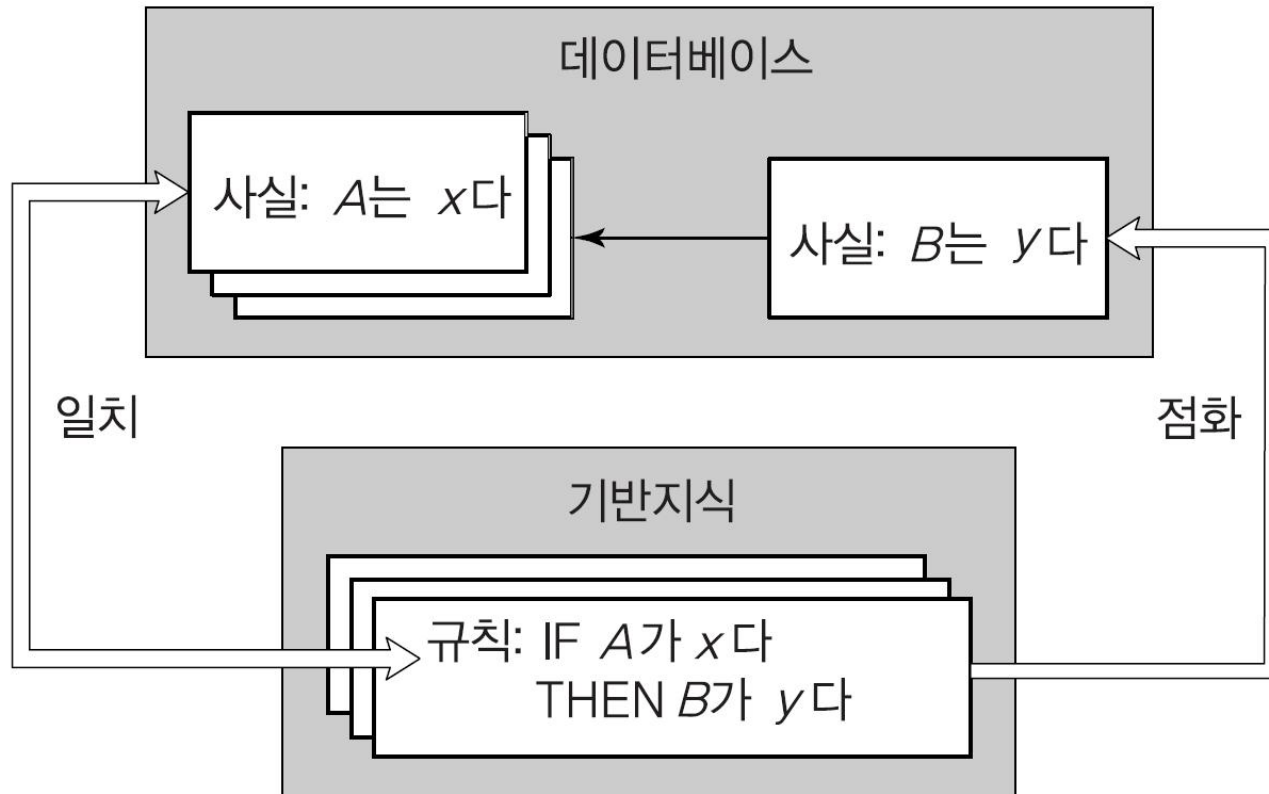 데이터베이스
사실: A는 x다
사실: B는 y다
일치
점화
기반지식
규칙: IF A가 x다
THEN B가 y다